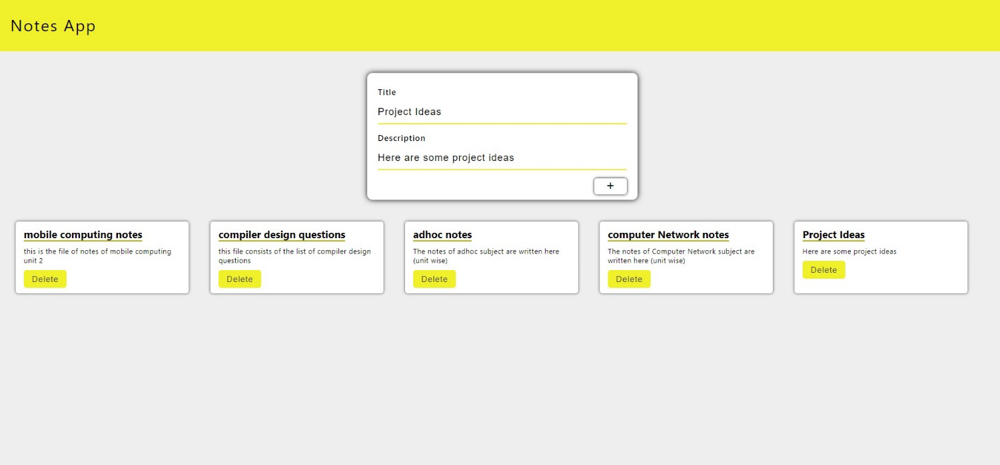 Notes App
Title
Project Ideas
Description
Here are some project ideas
+
mobile computing notes
this is the file of notes of mobile computing
unit 2
Delete
compiler design questions
this file consists of the list of compiler design
questions
Delete
adhoc notes
The notes of adhoc subject are written here
(unit wise)
Delete
computer Network notes
The notes of Computer Network subject are
written here (unit wise)
Delete
Project Ideas
Here are some project ideas
Delete